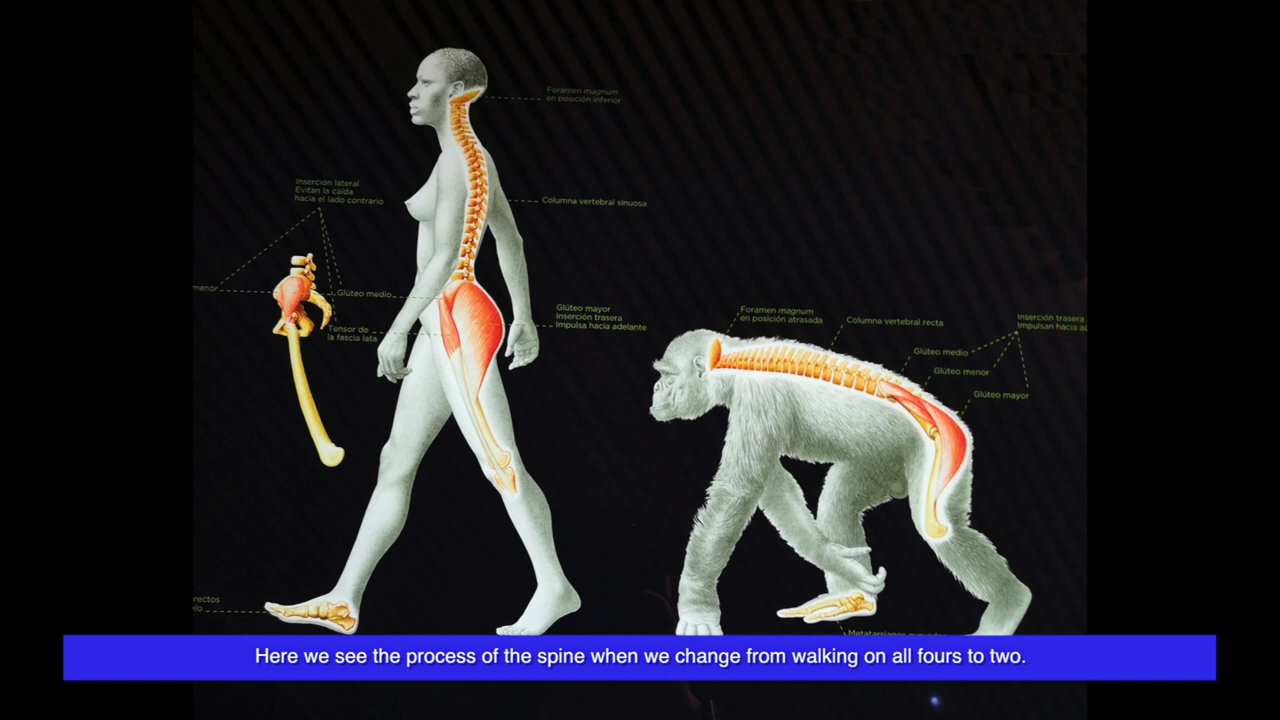 Foramen magnum
en posición inferior
Inserción lateral
Evitan la caída
hacia el lado contrario
Columna vertebral sinuosa
menor
Glúteo medio
Tensor de
la fascia lata
Glúteo mayor
Inserción trasera
Impulsa hacia adelante
Foramen magnum
en posición atrasada
Columna vertebral recta
Inserción trasera
Impulsan hacia
Glúteo medio
Glúteo menor
Glúteo mayor
Metatarsianos
Here we see the process of the spine when we change from walking on all fours to two.